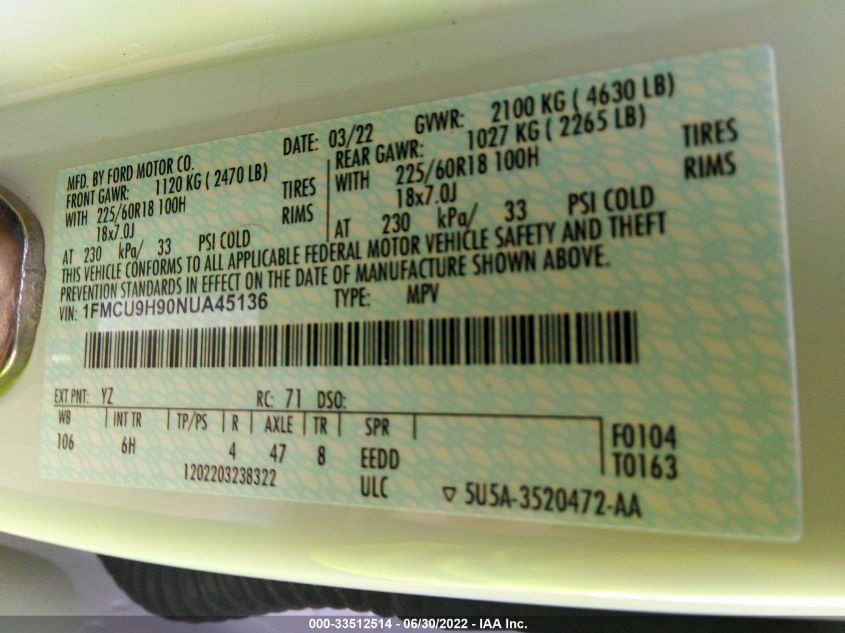 MFD. BY FORD MOTOR CO.
DATE: 03/22 GVWR: 2100 KG ( 4630 LB)
FRONT GAWR: 1120 KG ( 2470 LB)
WITH 225/60R18 100H TIRES
18x7.0J RIMS
AT 230 kPa/ 33 PSI COLD
REAR GAWR: 1027 KG ( 2265 LB)
WITH 225/60R18 100H TIRES
18x7.0J RIMS
AT 230 kPa/ 33 PSI COLD
THIS VEHICLE CONFORMS TO ALL APPLICABLE FEDERAL MOTOR VEHICLE SAFETY AND THEFT
PREVENTION STANDARDS IN EFFECT ON THE DATE OF MANUFACTURE SHOWN ABOVE.
VIN: 1FMCU9H90NUA45136 TYPE: MPV
EXT PNT: YZ RC: 71 DSO:
WB INT TR TP/PS R AXLE TR SPR
106 6H 4 47 8 EEDD
F0104
T0163
1202203238322 ULC
▽ 5U5A-3520472-AA
000-33512514 - 06/30/2022 - IAA Inc.